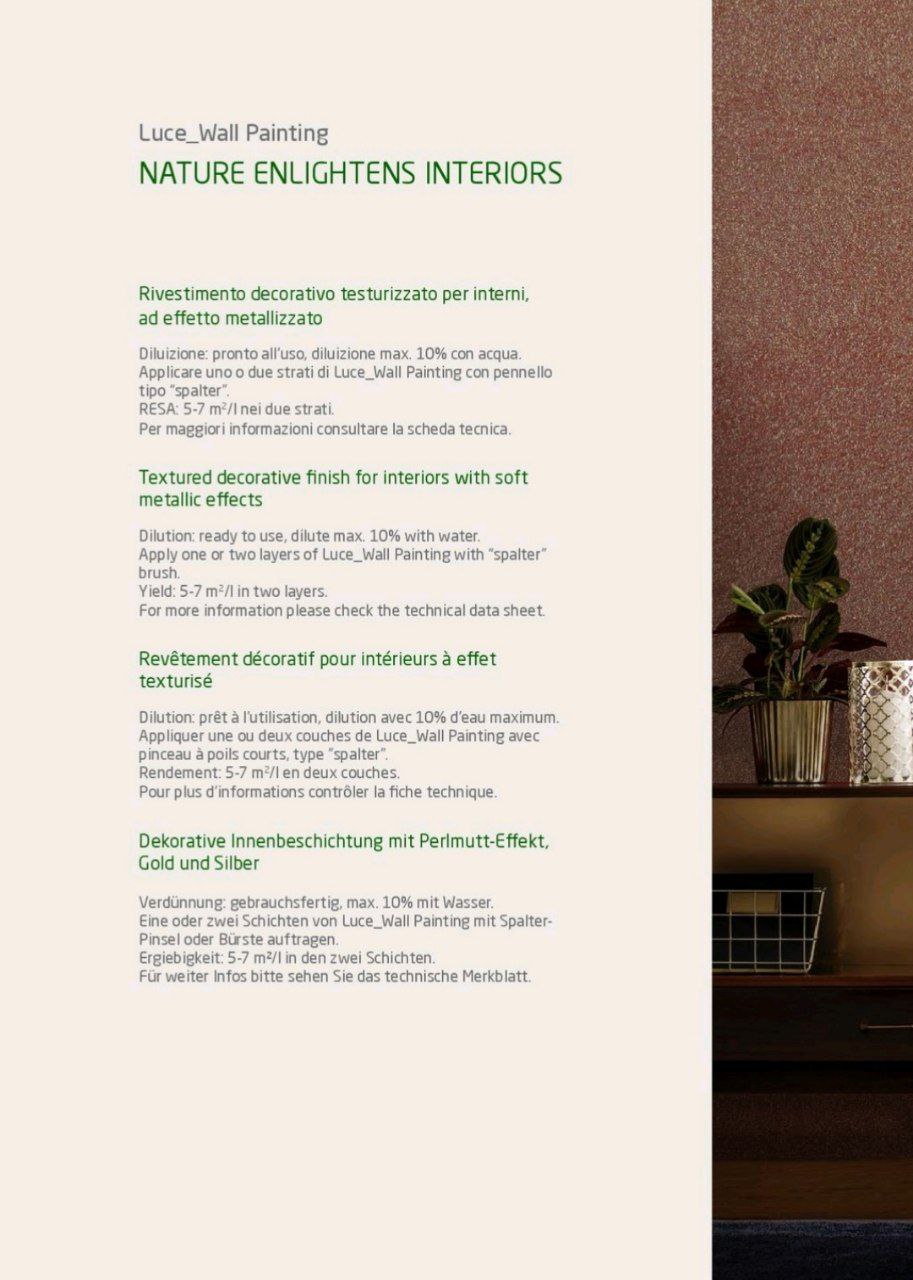 Luce_Wall Painting
NATURE ENLIGHTENS INTERIORS
Rivestimento decorativo testurizzato per interni,
ad effetto metallizzato
Diluizione: pronto all'uso, diluizione max. 10% con acqua.
Applicare uno o due strati di Luce_Wall Painting con pennello
tipo "spalter".
RESA: 5-7 m²/l nei due strati.
Per maggiori informazioni consultare la scheda tecnica.
Textured decorative finish for interiors with soft
metallic effects
Dilution: ready to use, dilute max. 10% with water.
Apply one or two layers of Luce_Wall Painting with "spalter"
brush.
Yield: 5-7 m²/l in two layers.
For more information please check the technical data sheet.
Revêtement décoratif pour intérieurs à effet
texturisé
Dilution: prêt à l'utilisation, dilution avec 10% d'eau maximum.
Appliquer une ou deux couches de Luce_Wall Painting avec
pinceau à poils courts, type "spalter".
Rendement: 5-7 m²/l en deux couches.
Pour plus d'informations contrôler la fiche technique.
Dekorative Innenbeschichtung mit Perlmutt-Effekt,
Gold und Silber
Verdünnung: gebrauchsfertig, max. 10% mit Wasser.
Eine oder zwei Schichten von Luce_Wall Painting mit Spalter-
Pinsel oder Bürste auftragen.
Ergiebigkeit: 5-7 m²/l in den zwei Schichten.
Für weiter Infos bitte sehen Sie das technische Merkblatt.